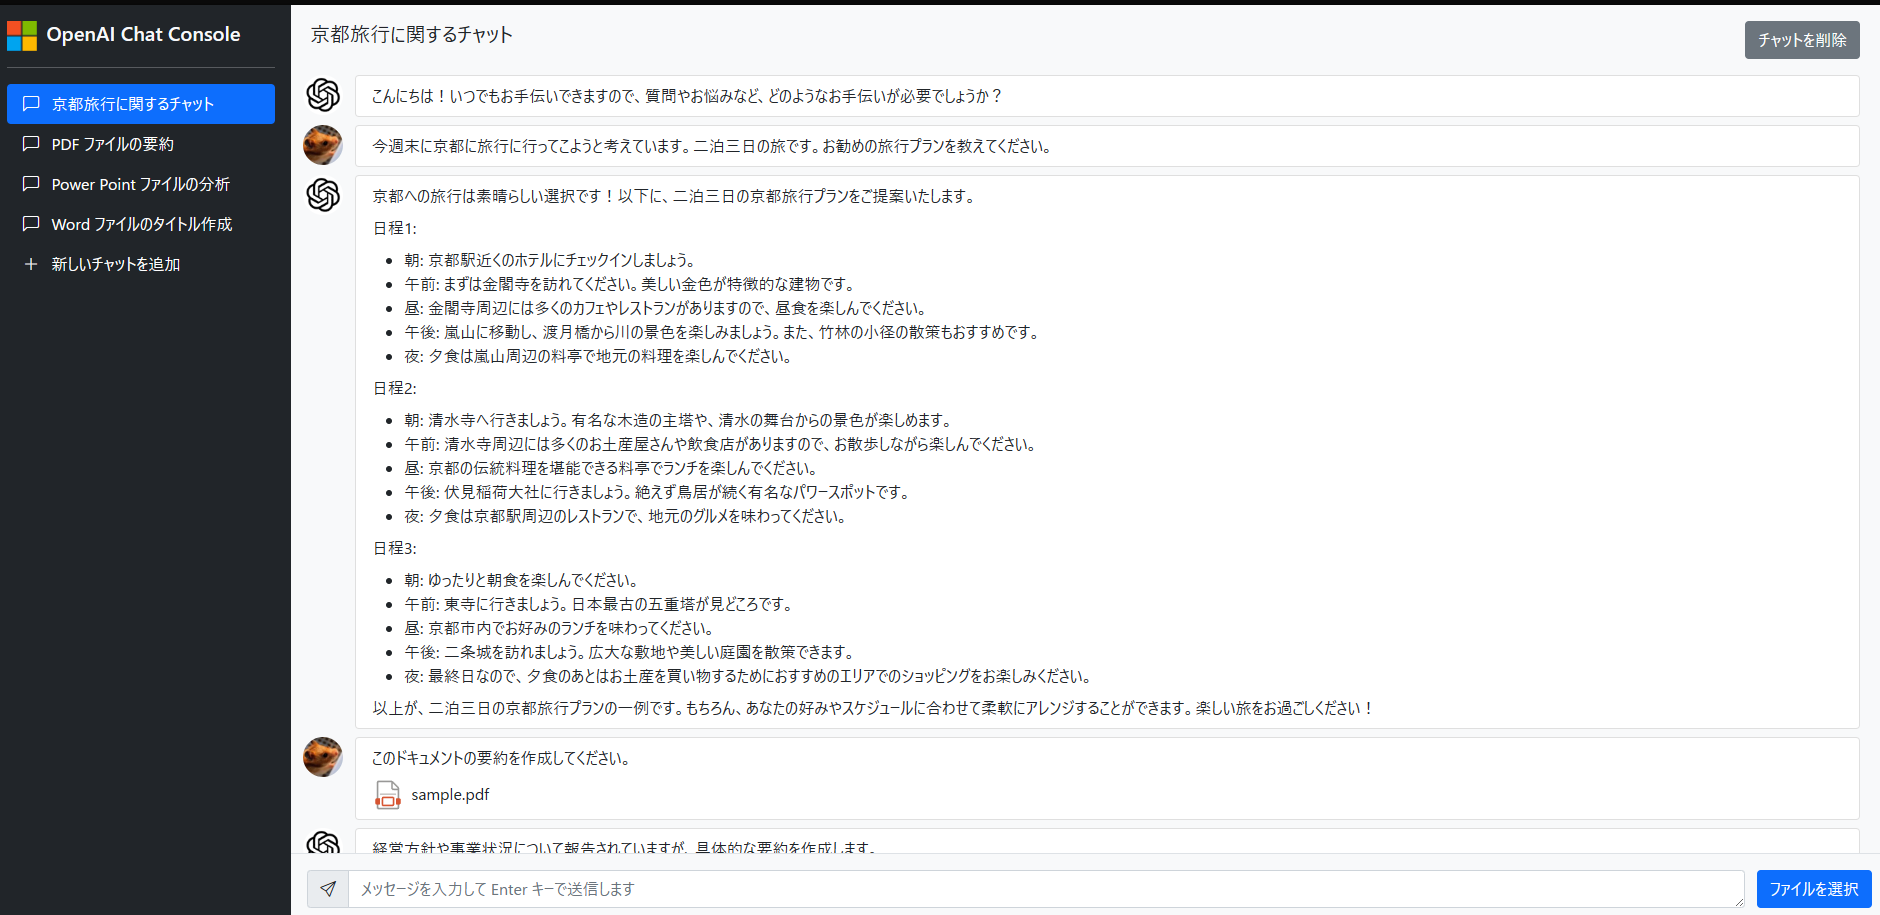 OpenAI Chat Console
京都旅行に関するチャット
PDF ファイルの要約
Power Point ファイルの分析
Word ファイルのタイトル作成
新しいチャットを追加
京都旅行に関するチャット
チャットを削除
こんにちは！いつでもお手伝いできますので、質問やお悩みなど、どのようなお手伝いが必要でしょうか？
今週末に京都に旅行に行ってこようと考えています。二泊三日の旅です。お勧めの旅行プランを教えてください。
京都への旅行は素晴らしい選択です！以下に、二泊三日の京都旅行プランをご提案いたします。
日程1:
朝: 京都駅近くのホテルにチェックインしましょう。
午前: まずは金閣寺を訪れてください。美しい金色が特徴的な建物です。
昼: 金閣寺周辺には多くのカフェやレストランがありますので、昼食を楽しんでください。
午後: 嵐山に移動し、渡月橋から川の景色を楽しみましょう。また、竹林の小径の散策もおすすめです。
夜: 夕食は嵐山周辺の料亭で地元の料理を楽しんでください。
日程2:
朝: 清水寺へ行きましょう。有名な木造の主塔や、清水の舞台からの景色が楽しめます。
午前: 清水寺周辺には多くのお土産屋さんや飲食店がありますので、お散歩しながら楽しんでください。
昼: 京都の伝統料理を堪能できる料亭でランチを楽しんでください。
午後: 伏見稲荷大社に行きましょう。絶えず鳥居が続く有名なパワースポットです。
夜: 夕食は京都駅周辺のレストランで、地元のグルメを味わってください。
日程3:
朝: ゆったりと朝食を楽しんでください。
午前: 東寺に行きましょう。日本最古の五重塔が見どころです。
昼: 京都市内でお好みのランチを味わってください。
午後: 二条城を訪れましょう。広大な敷地や美しい庭園を散策できます。
夜: 最終日なので、夕食のあとはお土産を買い物するためにおすすめのエリアでのショッピングをお楽しみください。
以上が、二泊三日の京都旅行プランの一例です。もちろん、あなたの好みやスケジュールに合わせて柔軟にアレンジすることができます。楽しい旅をお過ごしください！
このドキュメントの要約を作成してください。
sample.pdf
経営方針や事業状況について報告されていますが、具体的な要約を作成します。
メッセージを入力して Enter キーで送信します
ファイルを選択